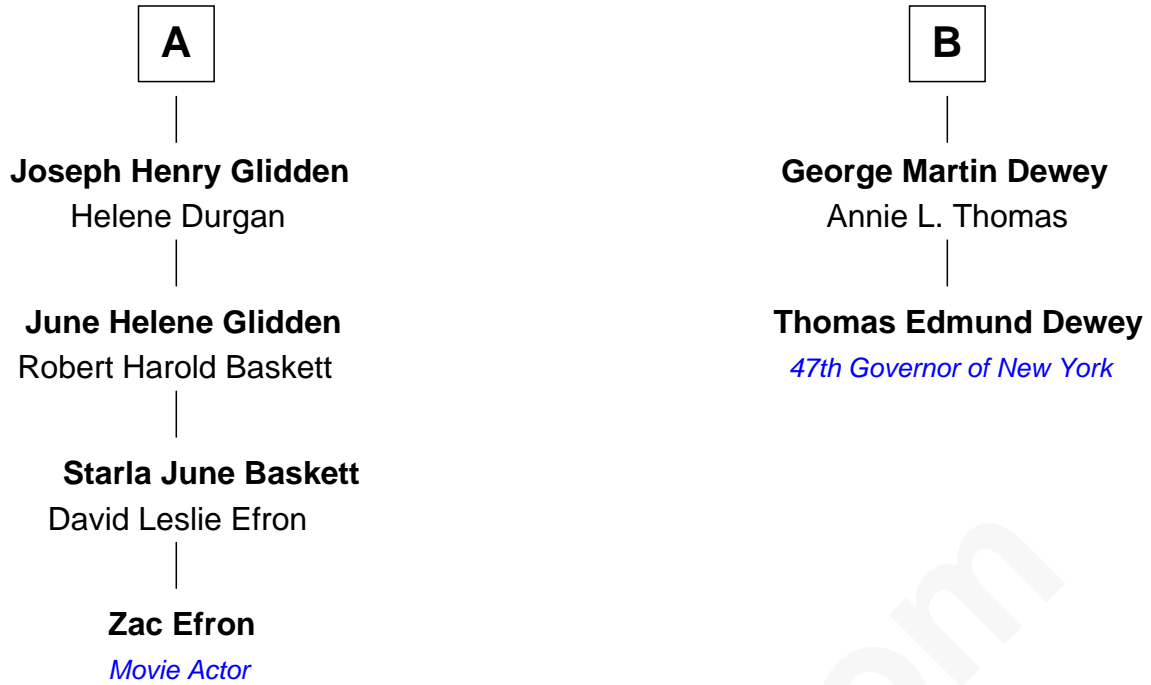 A
Joseph Henry Glidden
Helene Durgan
June Helene Glidden
Robert Harold Baskett
Starla June Baskett
David Leslie Efron
Zac Efron
Movie Actor
B
George Martin Dewey
Annie L. Thomas
Thomas Edmund Dewey
47th Governor of New York
om